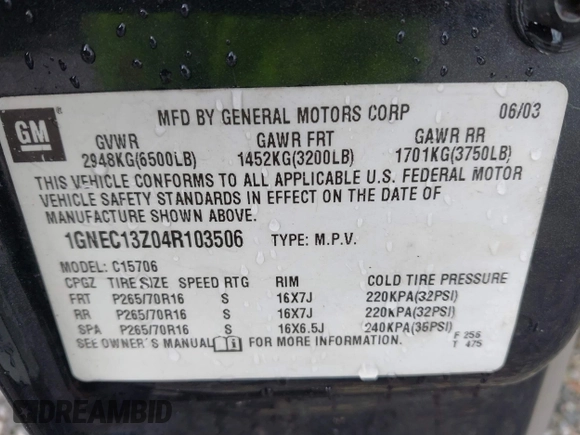 GM
MFD BY GENERAL MOTORS CORP 06/03
GVWR GAWR FRT GAWR RR
2948KG(6500LB) 1452KG(3200LB) 1701KG(3750LB)
THIS VEHICLE CONFORMS TO ALL APPLICABLE U.S. FEDERAL MOTOR
VEHICLE SAFETY STANDARDS IN EFFECT ON THE DATE OF
MANUFACTURE SHOWN ABOVE.
1GNEC13Z04R103506 TYPE: M.P.V.
MODEL: C15706
CPGZ TIRE SIZE SPEED RTG RIM COLD TIRE PRESSURE
FRT P265/70R16 S 16X7J 220KPA(32PSI)
RR P265/70R16 S 16X7J 220KPA(32PSI)
SPA P265/70R16 S 16X6.5J 240KPA(35PSI)
SEE OWNER'S MANUAL FOR MORE INFORMATION. F 256
T 475
DREAMBID